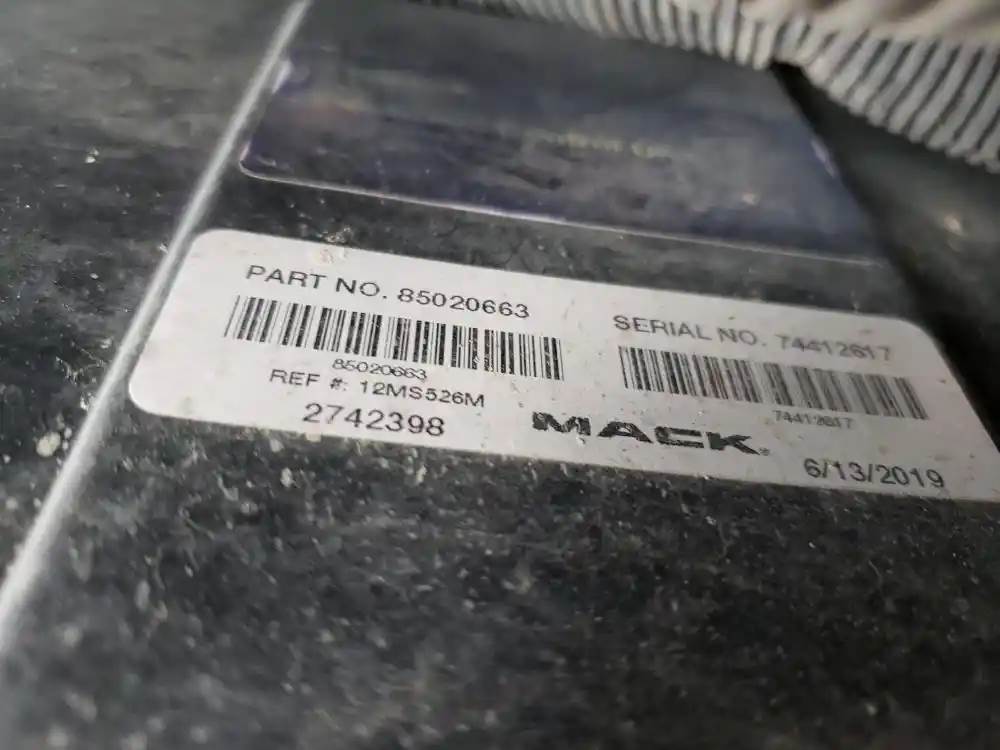 PART NO. 85020663
85020663
REF #: 12MS526M
2742398
SERIAL NO. 74412617
74412617
MACK®
6/13/2019